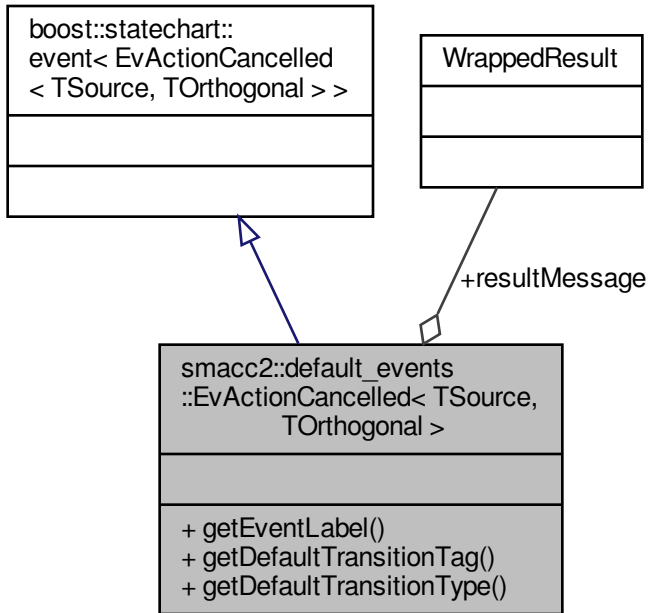 boost::statechart::
event< EvActionCancelled
< TSource, TOrthogonal > >
WrappedResult
+resultMessage
smacc2::default_events
::EvActionCancelled< TSource,
TOrthogonal >
+ getEventLabel()
+ getDefaultTransitionTag()
+ getDefaultTransitionType()